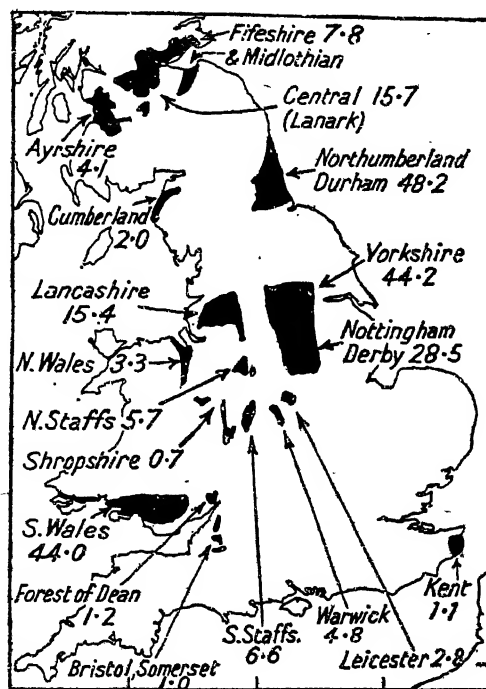 Fifeshire 7·8
& Midlothian
Central 15·7
(Lanark)
Ayrshire
4·1
Northumberland
Durham 48·2
Cumberland
2·0
Yorkshire
44·2
Lancashire
15·4
Nottingham
Derby 28·5
N. Wales 3·3
N. Staffs 5·7
Shropshire 0·7
S. Wales
44·0
Forest of Dean
1·2
Kent
1·1
S. Staffs.
6·6
Warwick
4·8
Leicester 2·8
Bristol, Somerset
1·0